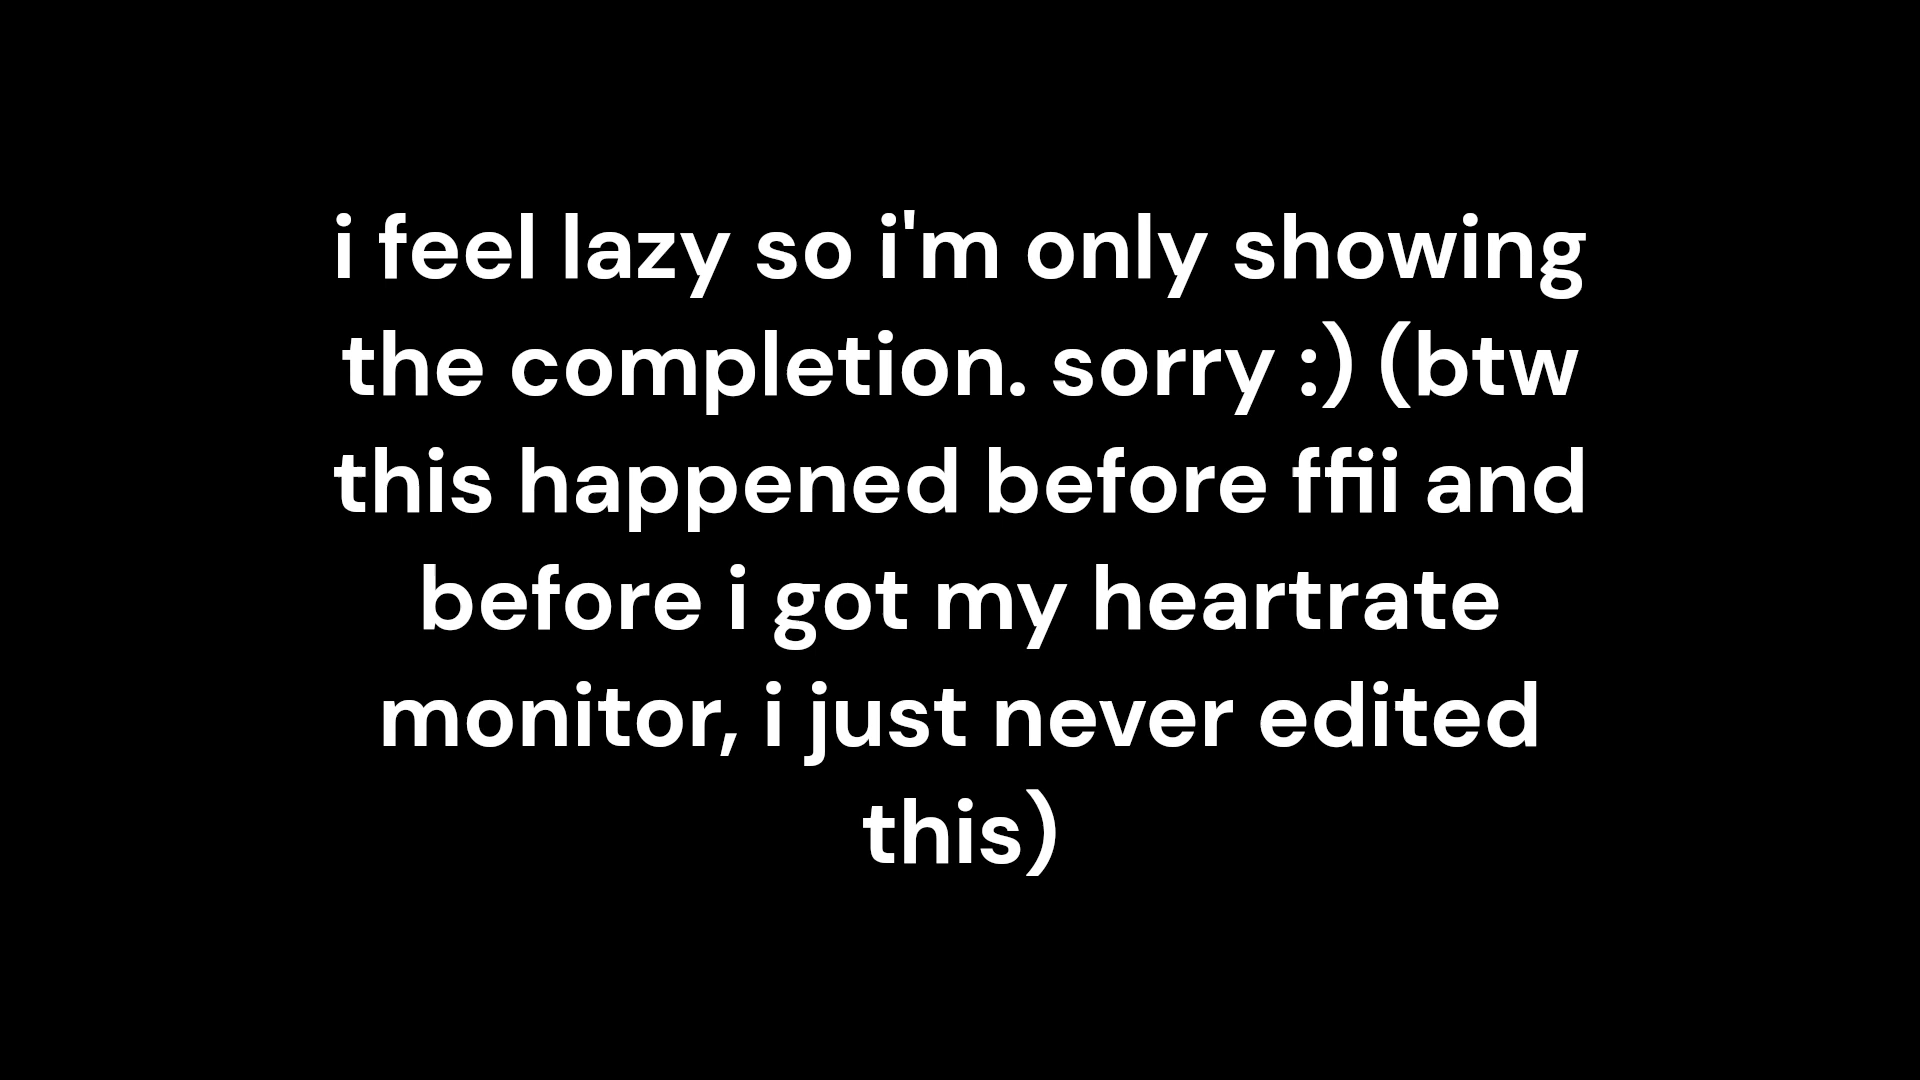 i feel lazy so i'm only showing
the completion. sorry :) (btw
this happened before ffii and
before i got my heartrate
monitor, i just never edited
this)